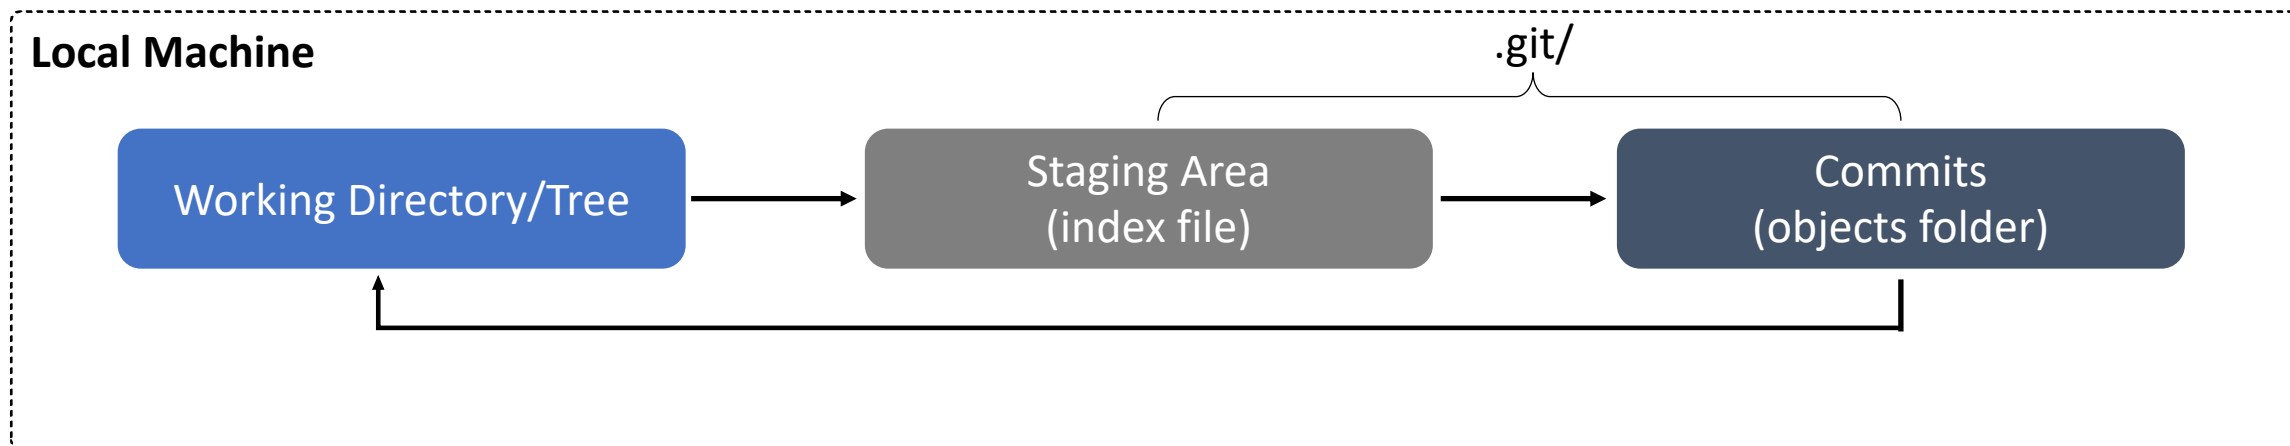 Local Machine
.git/
Working Directory/Tree
Staging Area
(index file)
Commits
(objects folder)